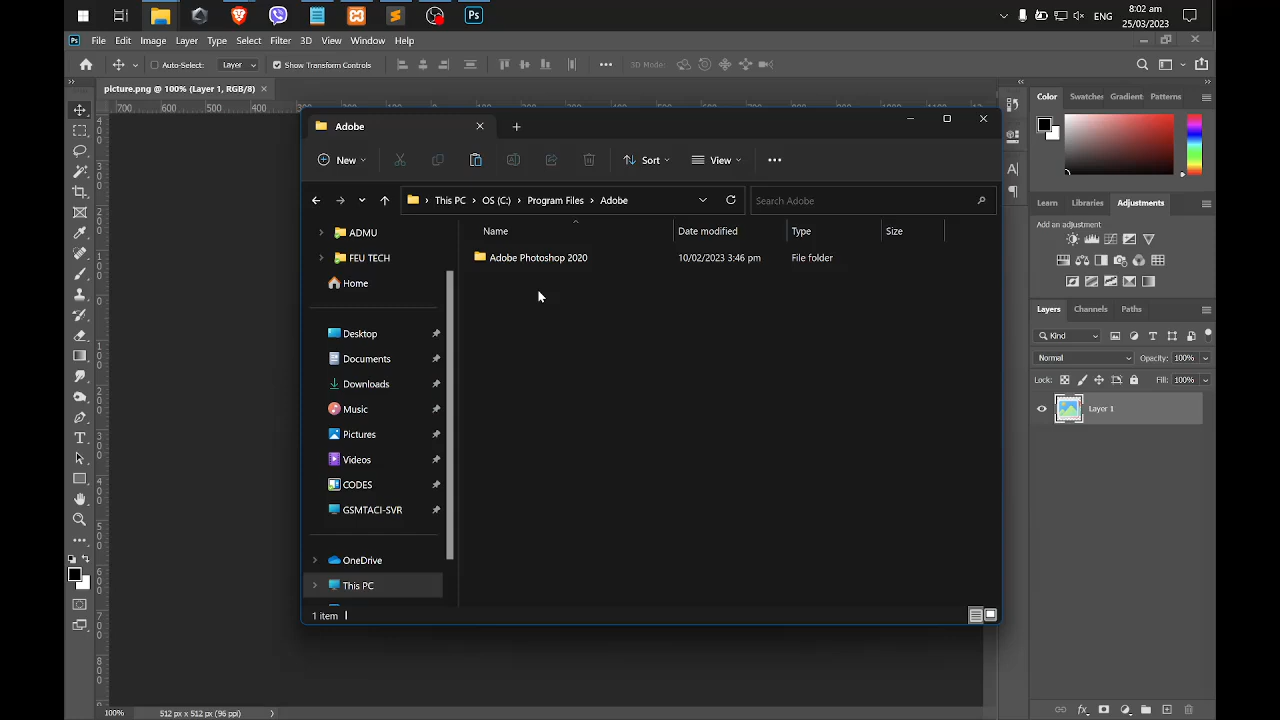 8:02 am
ENG
25/03/2023
Ps
Ps
File Edit Image Layer Type Select Filter 3D View Window Help
Auto-Select: Layer Show Transform Controls 3D Mode:
picture.png @ 100% (Layer 1, RGB/8)
700 600 500 400 300
Color Swatches Gradient Patterns
Adobe
New Sort View
This PC OS (C:) Program Files Adobe
Search Adobe
Learn Libraries Adjustments
Add an adjustment
Name Date modified Type Size
Adobe Photoshop 2020 10/02/2023 3:46 pm File folder
ADMU
FEU TECH
Home
Desktop
Documents
Downloads
Music
Pictures
Videos
CODES
GSMTACI-SVR
OneDrive
This PC
1 item
Layers Channels Paths
Kind
Normal Opacity: 100%
Lock: Fill: 100%
Layer 1
100% 512 px x 512 px (96 ppi)